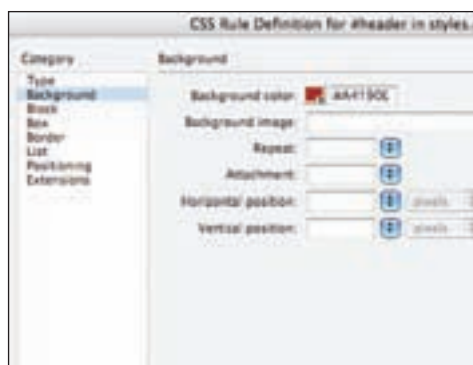 CSS Rule Definition for #header in styles.
Category
Background
Type
Background
Block
Box
Border
List
Positioning
Extensions
Background color:
Background image:
Repeat:
Attachment:
Horizontal position: pixels
Vertical position: pixels